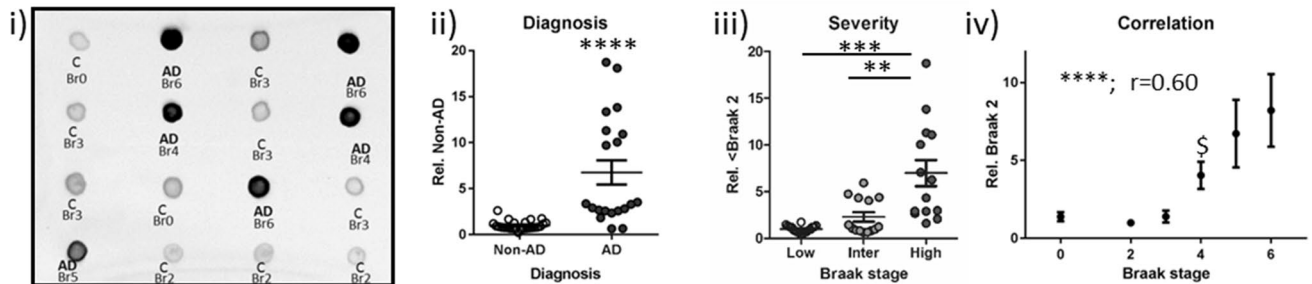 i)
C
Br0
AD
Br6
C
Br3
AD
Br6
C
Br3
AD
Br4
C
Br3
AD
Br4
C
Br3
C
Br0
AD
Br6
C
Br3
AD
Br5
C
Br2
C
Br2
C
Br2
ii)
Diagnosis
****
Rel. Non-AD
20
15
10
5
0
Non-AD AD
Diagnosis
iii)
Severity
***
**
Rel. <Braak 2
20
15
10
5
0
Low Inter High
Braak stage
iv)
Correlation
****; r=0.60
$
Rel. Braak 2
10
5
0
0 2 4 6
Braak stage